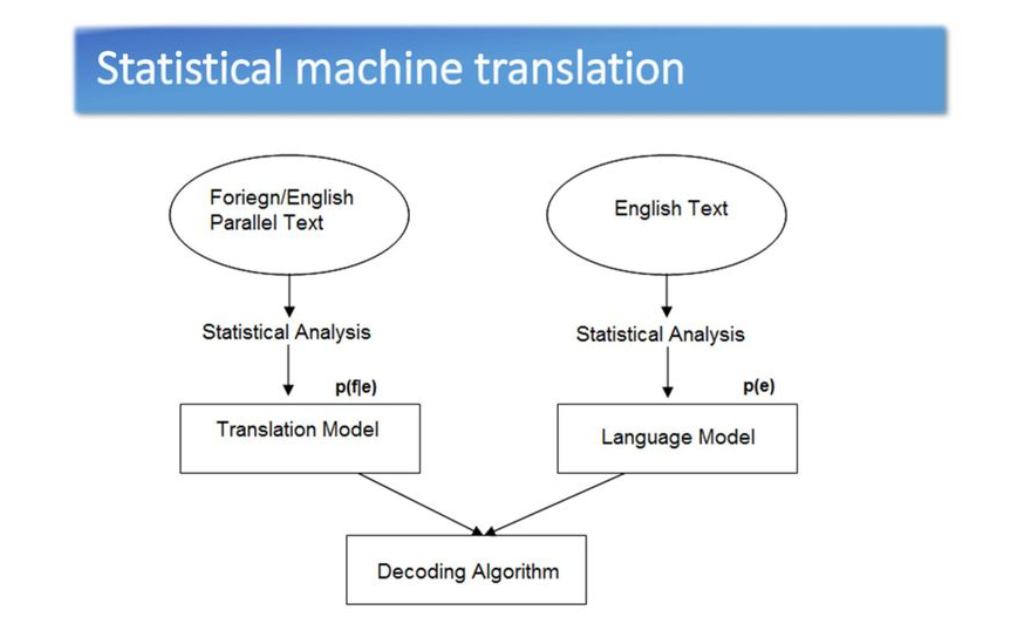 Statistical machine translation
Foriegn/English
Parallel Text
English Text
Statistical Analysis
Statistical Analysis
p(f|e)
p(e)
Translation Model
Language Model
Decoding Algorithm